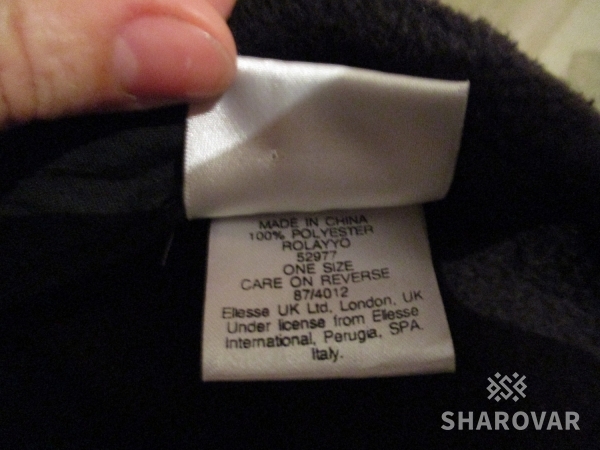 MADE IN CHINA
100% POLYESTER
ROLAYYO
52977
ONE SIZE
CARE ON REVERSE
87/4012
Ellesse UK Ltd, London, UK
Under license from Ellesse
International, Perugia, SPA.
Italy.
SHAROVAR